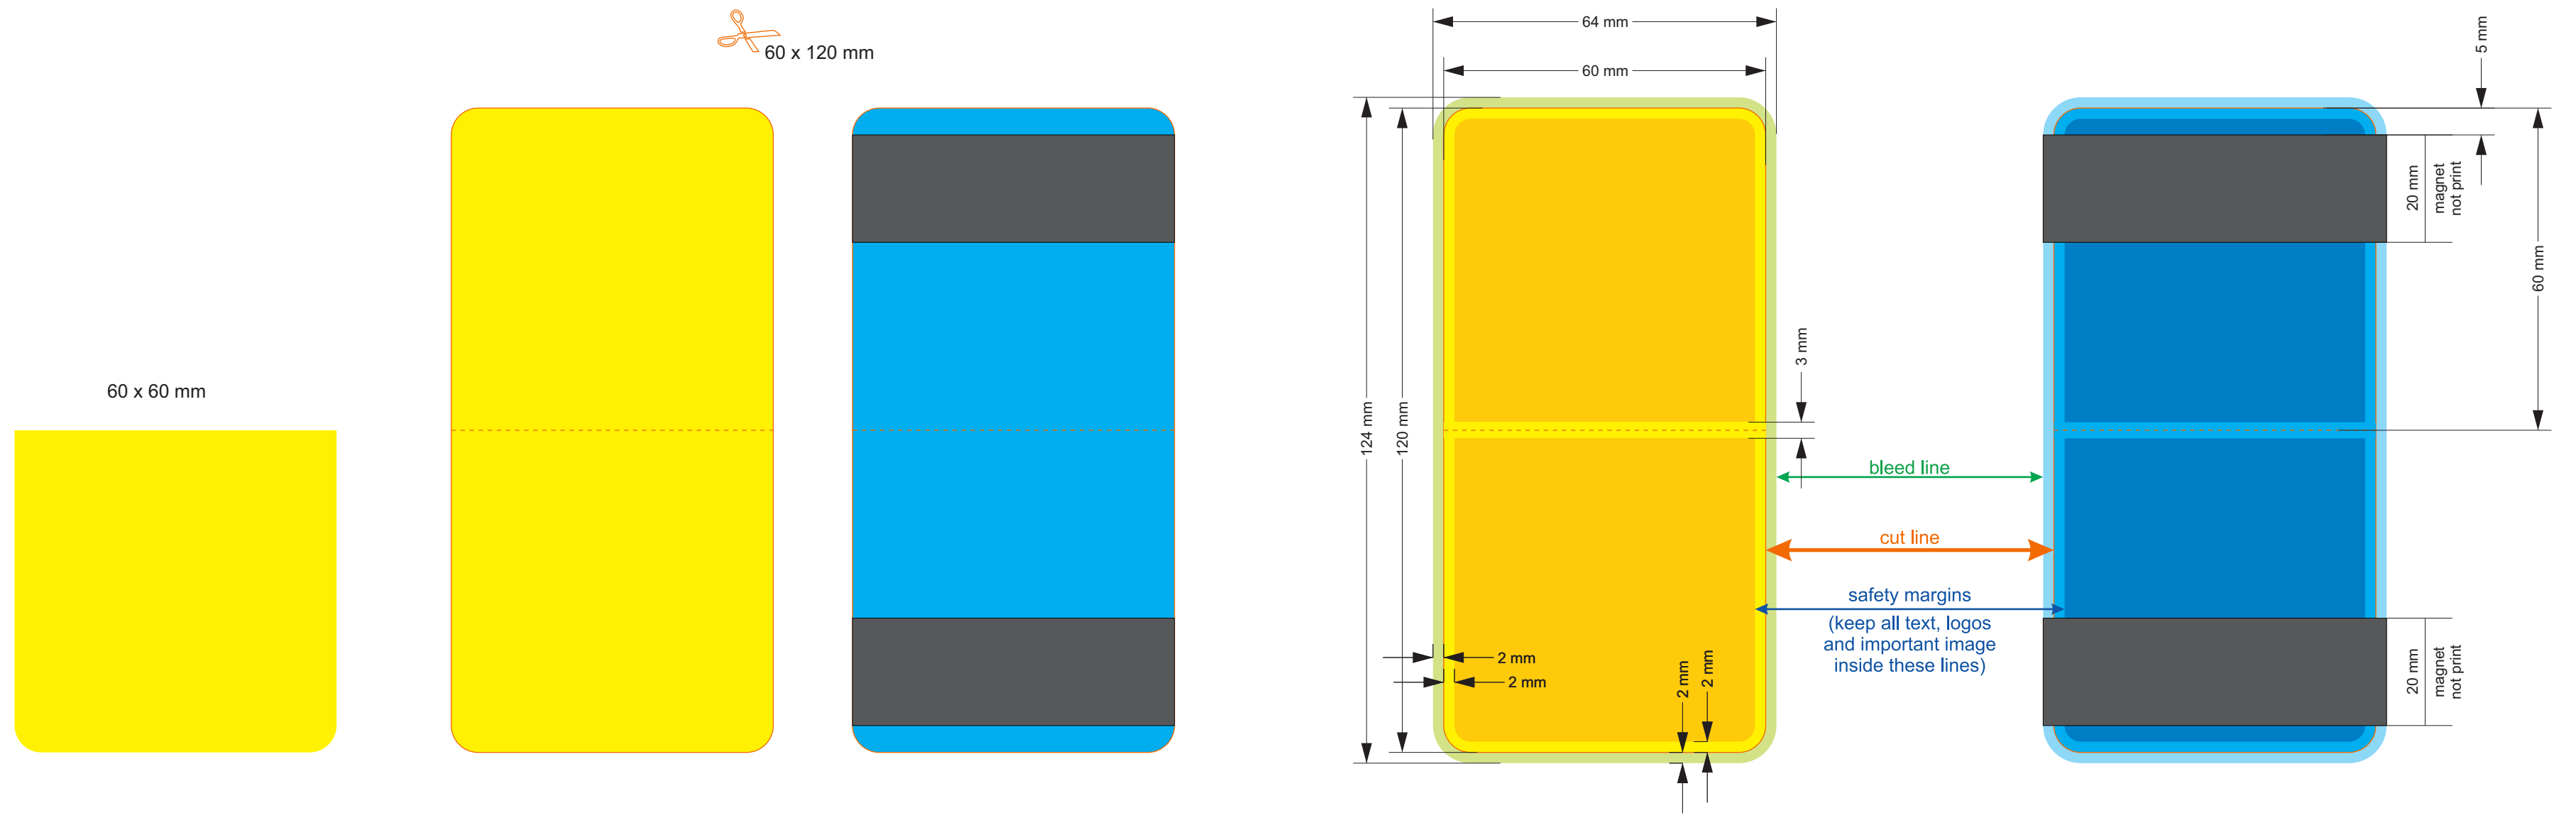 60 x 120 mm
60 x 60 mm
64 mm
60 mm
124 mm
120 mm
3 mm
2 mm
2 mm
2 mm
2 mm
bleed line
cut line
safety margins
(keep all text, logos
and important image
inside these lines)
5 mm
20 mm
magnet
not print
60 mm
20 mm
magnet
not print